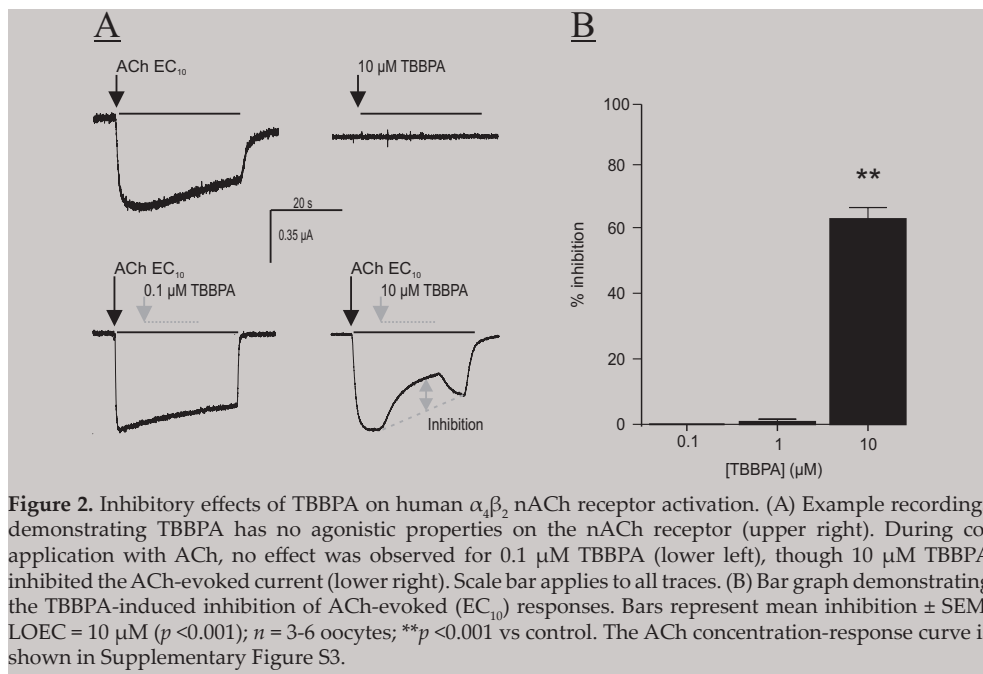 A
B
ACh EC₁₀
10 µM TBBPA
20 s
0.35 µA
ACh EC₁₀
0.1 µM TBBPA
ACh EC₁₀
10 µM TBBPA
Inhibition
100
80
60
40
20
0
% inhibition
**
0.1
1
10
[TBBPA] (µM)
Figure 2. Inhibitory effects of TBBPA on human α₄β₂ nACh receptor activation. (A) Example recording
demonstrating TBBPA has no agonistic properties on the nACh receptor (upper right). During co
application with ACh, no effect was observed for 0.1 µM TBBPA (lower left), though 10 µM TBBPA
inhibited the ACh-evoked current (lower right). Scale bar applies to all traces. (B) Bar graph demonstrating
the TBBPA-induced inhibition of ACh-evoked (EC₁₀) responses. Bars represent mean inhibition ± SEM
LOEC = 10 µM (p <0.001); n = 3-6 oocytes; **p <0.001 vs control. The ACh concentration-response curve i
shown in Supplementary Figure S3.